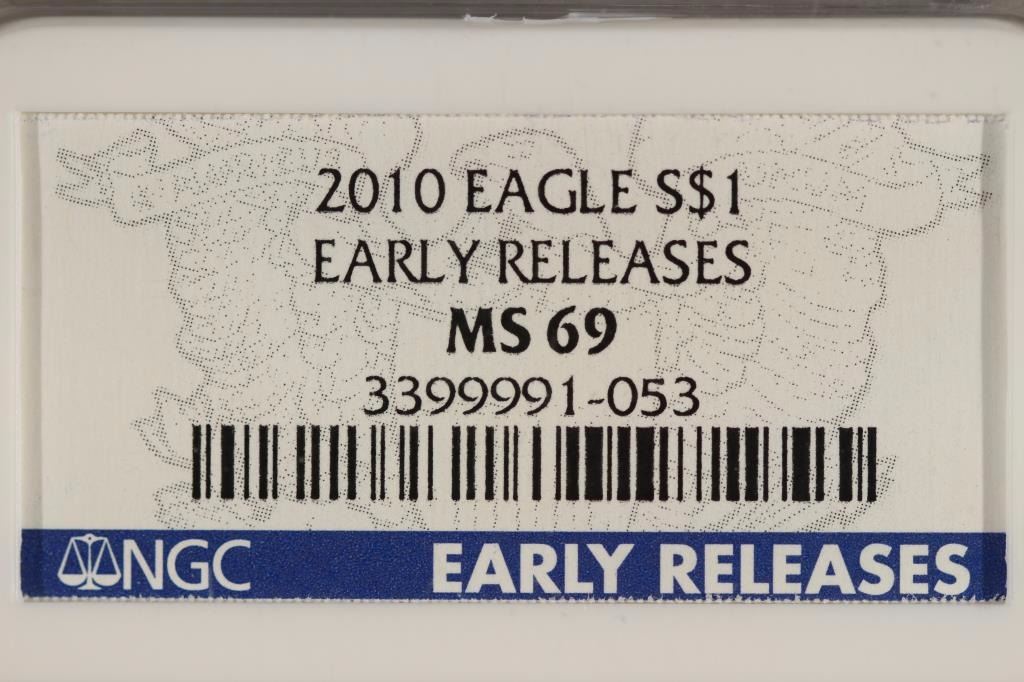 2010 EAGLE S$1
EARLY RELEASES
MS 69
3399991-053
NGC EARLY RELEASES